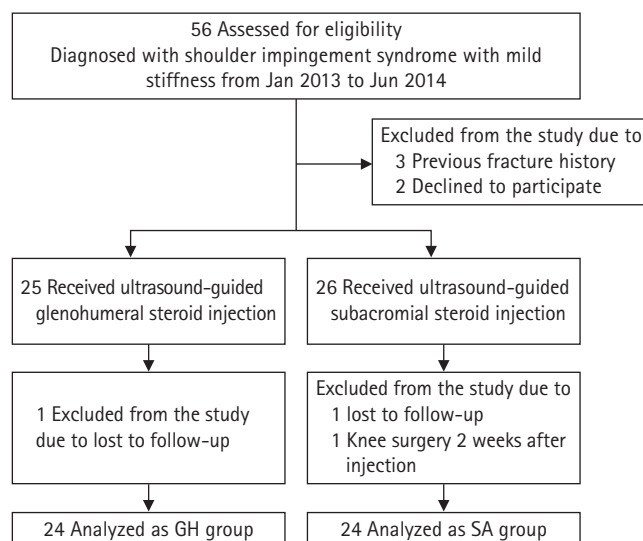 56 Assessed for eligibility
Diagnosed with shoulder impingement syndrome with mild
stiffness from Jan 2013 to Jun 2014
Excluded from the study due to
3 Previous fracture history
2 Declined to participate
25 Received ultrasound-guided
glenohumeral steroid injection
26 Received ultrasound-guided
subacromial steroid injection
1 Excluded from the study
due to lost to follow-up
Excluded from the study due to
1 lost to follow-up
1 Knee surgery 2 weeks after
injection
24 Analyzed as GH group
24 Analyzed as SA group